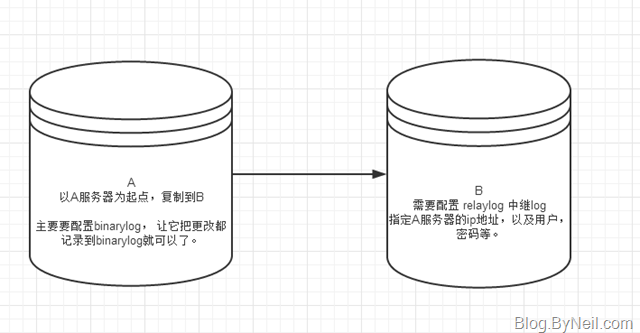 A
以A服务器为起点，复制到B
主要要配置binarylog， 让它把更改都
记录到binarylog就可以了。
B
需要配置 relaylog 中继log
指定A服务器的ip地址，以及用户，
密码等。
Blog.ByNeil.com